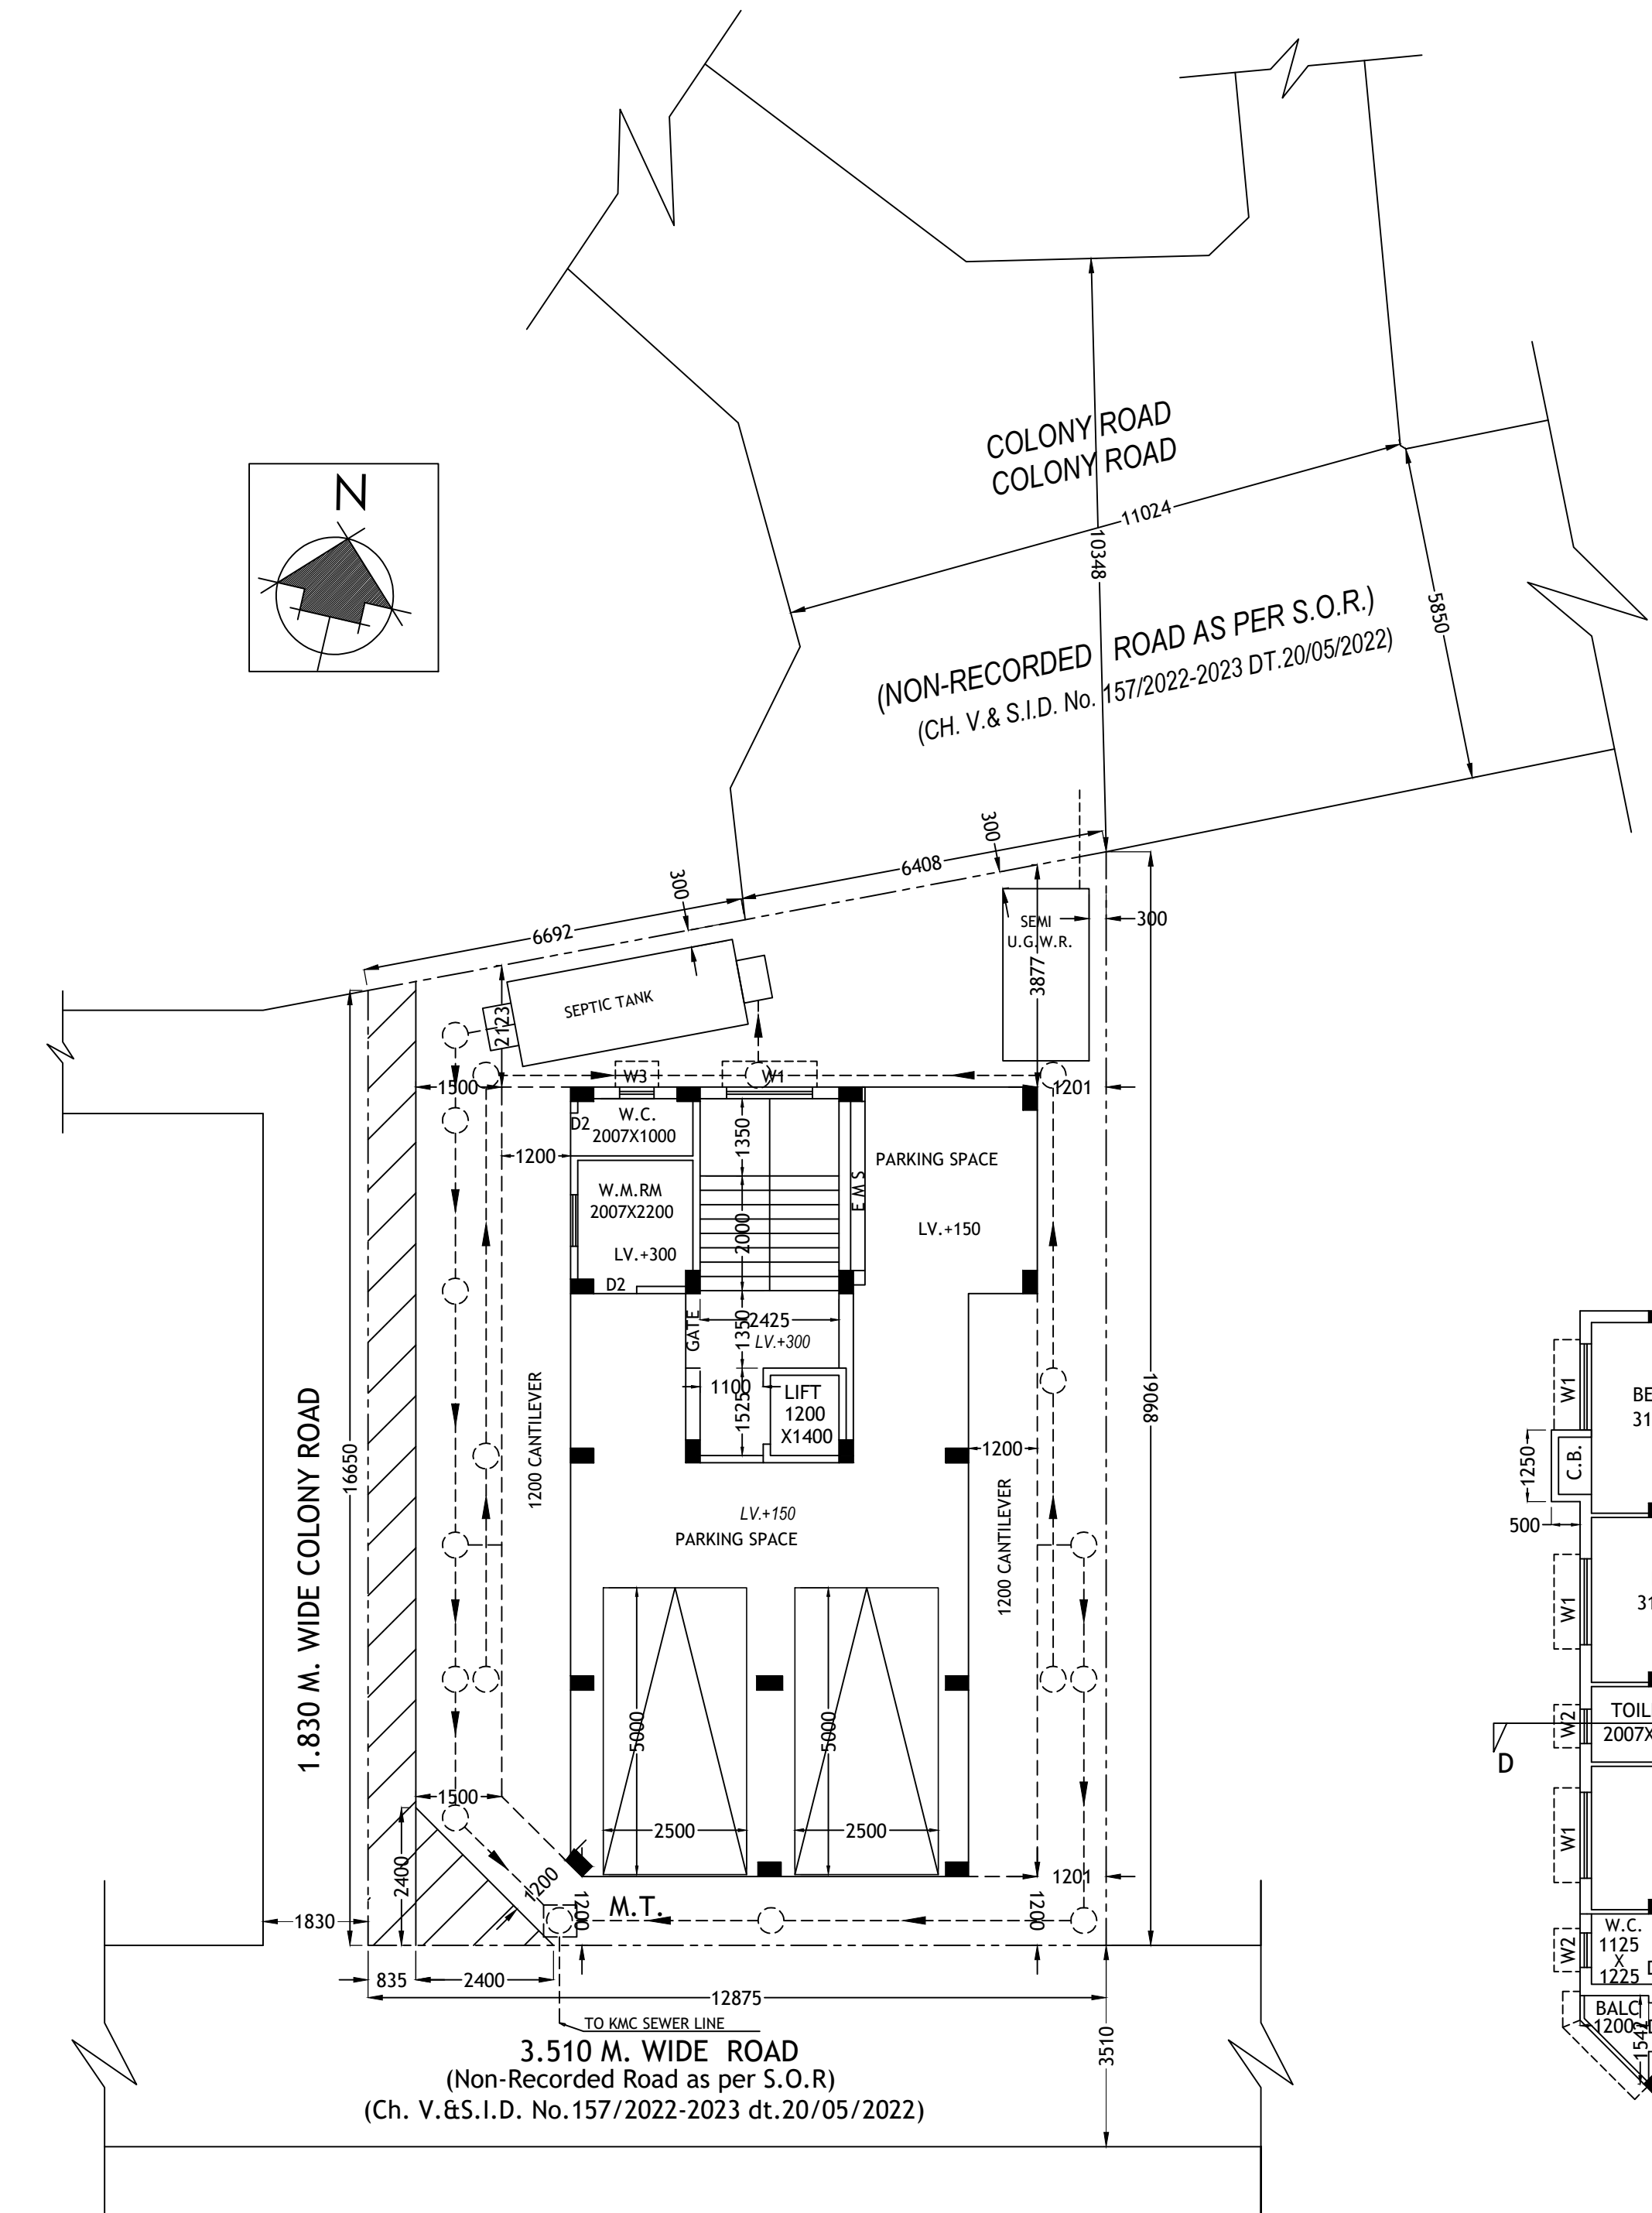 N
COLONY ROAD
COLONY ROAD
11024
10348
5850
(NON-RECORDED ROAD AS PER S.O.R.)
(CH. V.& S.I.D. No. 157/2022-2023 DT.20/05/2022)
300
6408
300
6692
300
SEMI
U.G.W.R.
3877
SEPTIC TANK
2123
1500
W3
W1
1201
D2
W.C.
2007X1000
1350
1200
PARKING SPACE
W.M.RM
2007X2200
E M S
2000
LV.+150
LV.+300
D2
GATE
1350
2425
LV.+300
1100
1525
LIFT
1200
X1400
1200 CANTILEVER
1200
19068
1.830 M. WIDE COLONY ROAD
16650
LV.+150
PARKING SPACE
1200 CANTILEVER
5000
5000
1500
2500
2500
2400
1200
1200
M.T.
1200
1201
1830
835
2400
12875
TO KMC SEWER LINE
3.510 M. WIDE ROAD
(Non-Recorded Road as per S.O.R)
(Ch. V.&S.I.D. No.157/2022-2023 dt.20/05/2022)
3510
W1
1250
C.B.
500
W1
W2
TOIL
2007X
D
W1
W2
W.C.
1125
X
1225
BALC
1200
1542